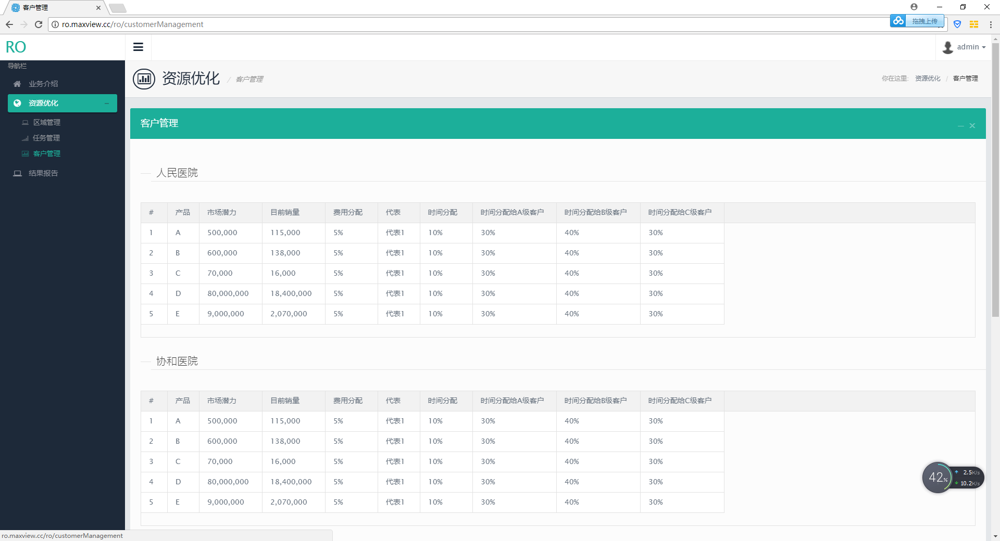 客户管理
ro.maxview.cc/ro/customerManagement
拖拽上传
RO
admin
导航栏
业务介绍
资源优化
区域管理
任务管理
客户管理
结果报告
资源优化 / 客户管理
你在这里: 资源优化 / 客户管理
客户管理
人民医院
# 产品 市场潜力 目前销量 费用分配 代表 时间分配 时间分配给A级客户 时间分配给B级客户 时间分配给C级客户
1 A 500,000 115,000 5% 代表1 10% 30% 40% 30%
2 B 600,000 138,000 5% 代表1 10% 30% 40% 30%
3 C 70,000 16,000 5% 代表1 10% 30% 40% 30%
4 D 80,000,000 18,400,000 5% 代表1 10% 30% 40% 30%
5 E 9,000,000 2,070,000 5% 代表1 10% 30% 40% 30%
协和医院
# 产品 市场潜力 目前销量 费用分配 代表 时间分配 时间分配给A级客户 时间分配给B级客户 时间分配给C级客户
1 A 500,000 115,000 5% 代表1 10% 30% 40% 30%
2 B 600,000 138,000 5% 代表1 10% 30% 40% 30%
3 C 70,000 16,000 5% 代表1 10% 30% 40% 30%
4 D 80,000,000 18,400,000 5% 代表1 10% 30% 40% 30%
5 E 9,000,000 2,070,000 5% 代表1 10% 30% 40% 30%
42%
2.5K/s
10.2K/s
ro.maxview.cc/ro/customerManagement